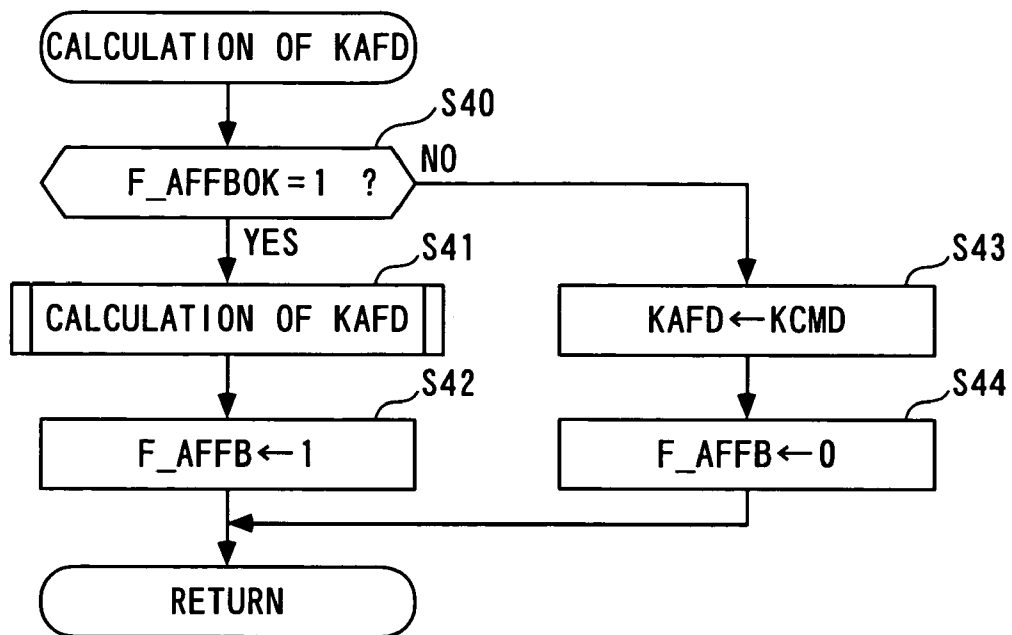 CALCULATION OF KAFD
S40
F_AFFBOK=1 ?
NO
YES
S41
CALCULATION OF KAFD
S43
KAFD←KCMD
S42
F_AFFB←1
S44
F_AFFB←0
RETURN